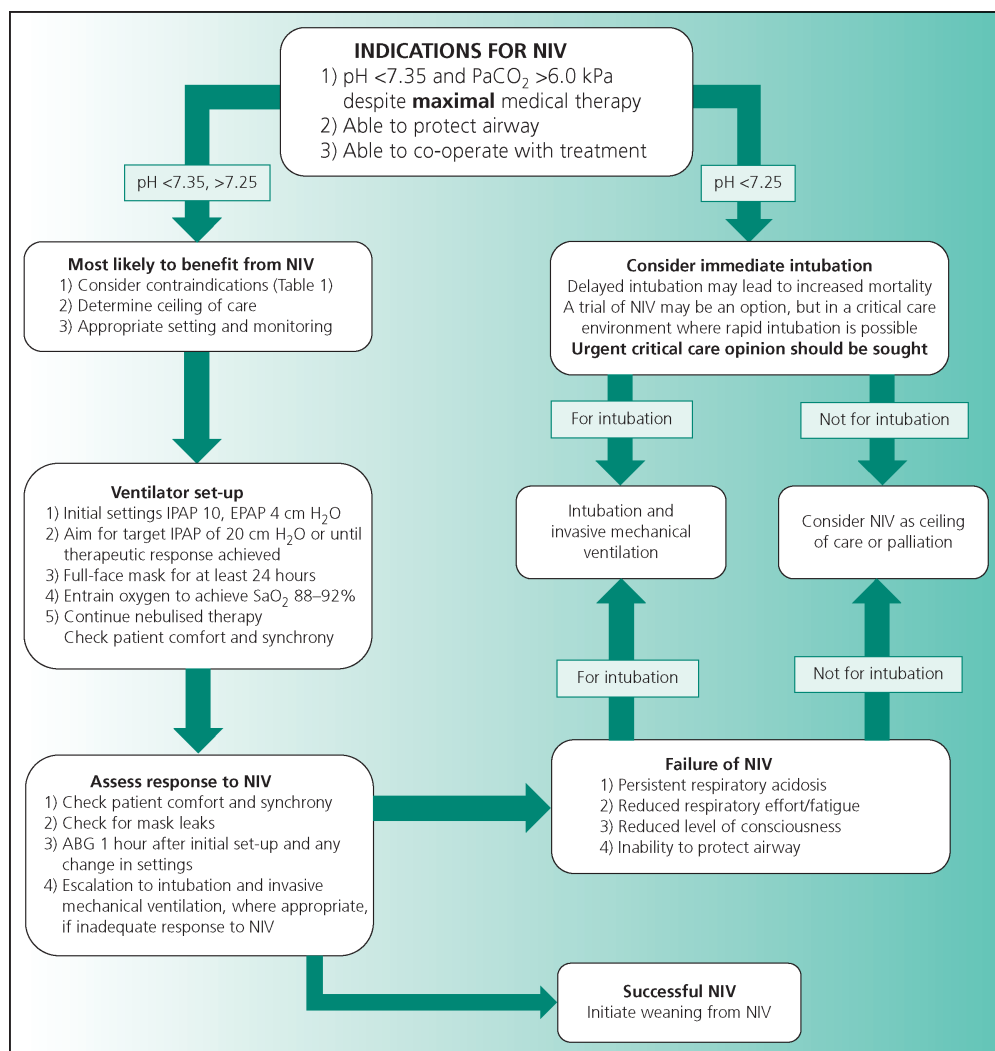 INDICATIONS FOR NIV
1) pH <7.35 and PaCO₂ >6.0 kPa
despite maximal medical therapy
2) Able to protect airway
3) Able to co-operate with treatment
pH <7.35, >7.25
pH <7.25
Most likely to benefit from NIV
1) Consider contraindications (Table 1)
2) Determine ceiling of care
3) Appropriate setting and monitoring
Consider immediate intubation
Delayed intubation may lead to increased mortality
A trial of NIV may be an option, but in a critical care
environment where rapid intubation is possible
Urgent critical care opinion should be sought
For intubation
Not for intubation
Ventilator set-up
1) Initial settings IPAP 10, EPAP 4 cm H₂O
2) Aim for target IPAP of 20 cm H₂O or until
therapeutic response achieved
3) Full-face mask for at least 24 hours
4) Entrain oxygen to achieve SaO₂ 88–92%
5) Continue nebulised therapy
Check patient comfort and synchrony
Intubation and
invasive mechanical
ventilation
Consider NIV as ceiling
of care or palliation
For intubation
Not for intubation
Assess response to NIV
1) Check patient comfort and synchrony
2) Check for mask leaks
3) ABG 1 hour after initial set-up and any
change in settings
4) Escalation to intubation and invasive
mechanical ventilation, where appropriate,
if inadequate response to NIV
Failure of NIV
1) Persistent respiratory acidosis
2) Reduced respiratory effort/fatigue
3) Reduced level of consciousness
4) Inability to protect airway
Successful NIV
Initiate weaning from NIV